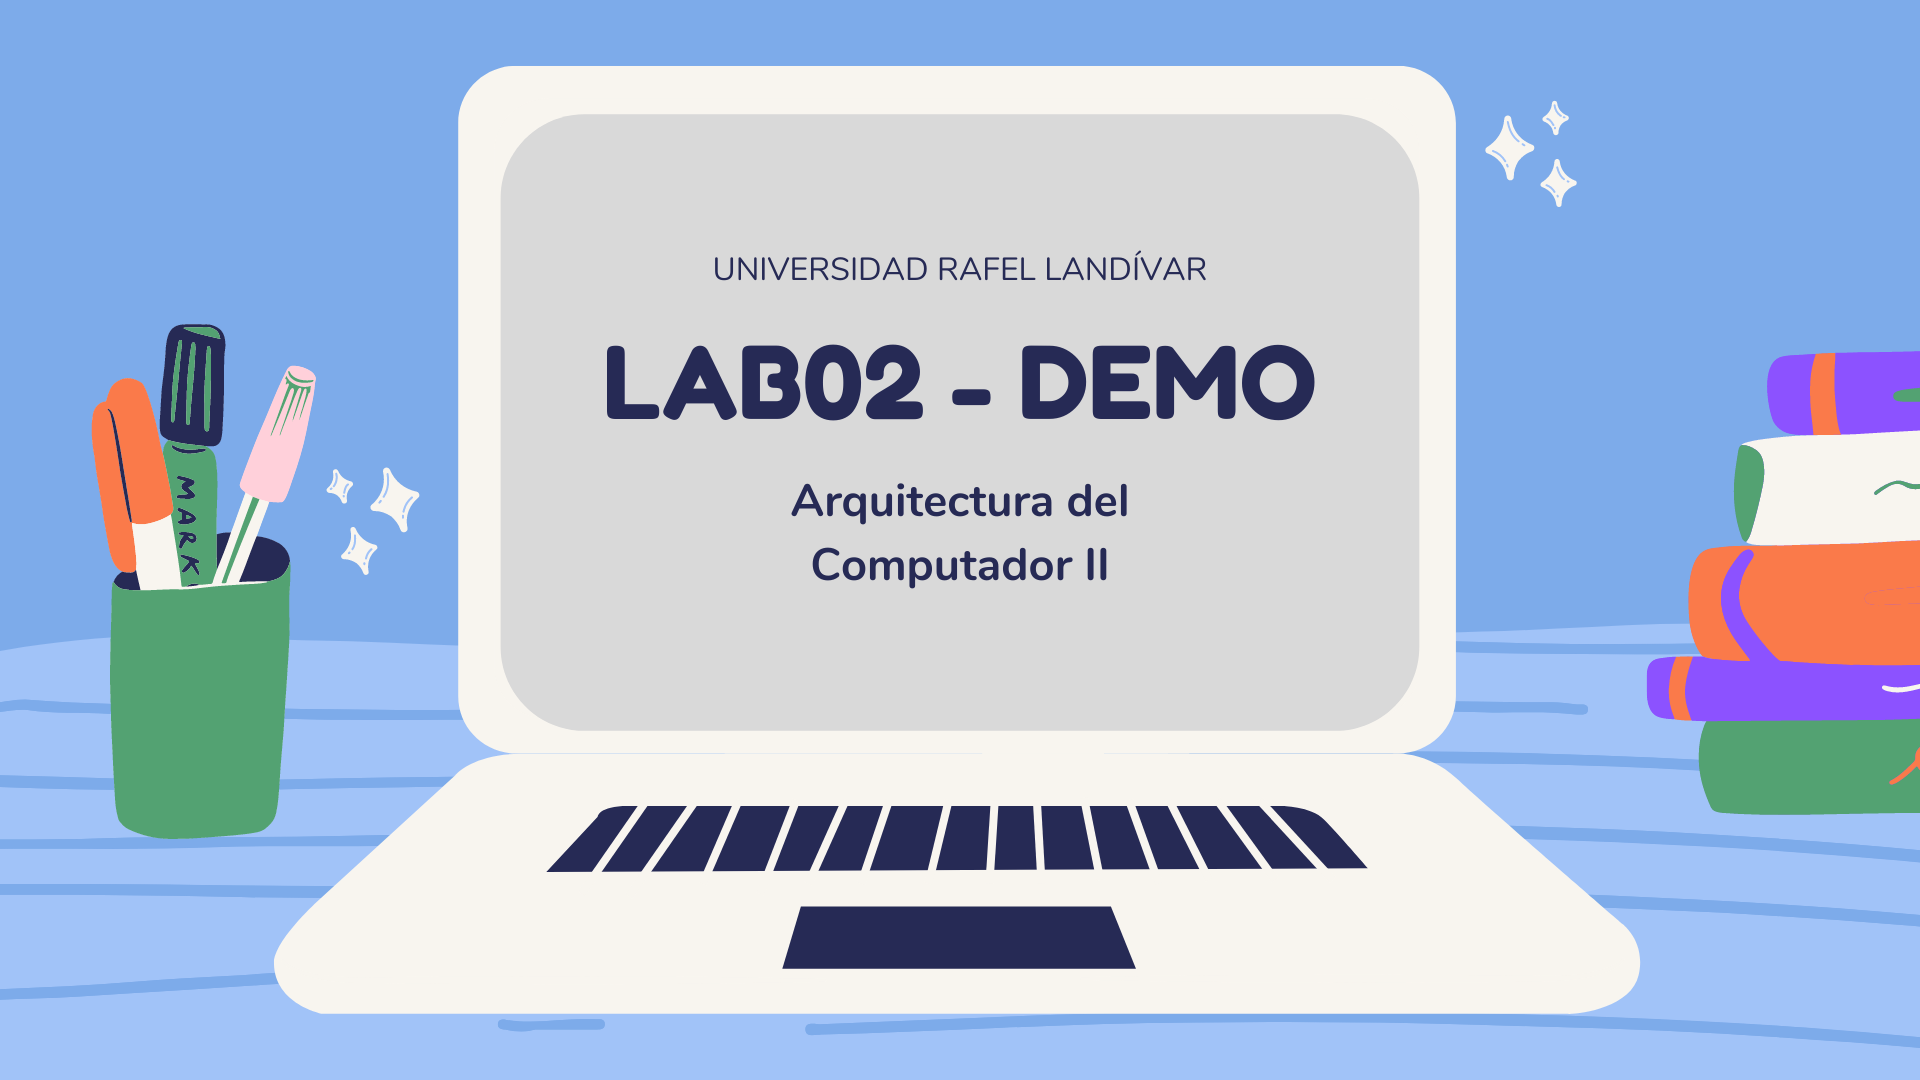 UNIVERSIDAD RAFEL LANDÍVAR
LAB02 - DEMO
Arquitectura del
Computador II
MARK